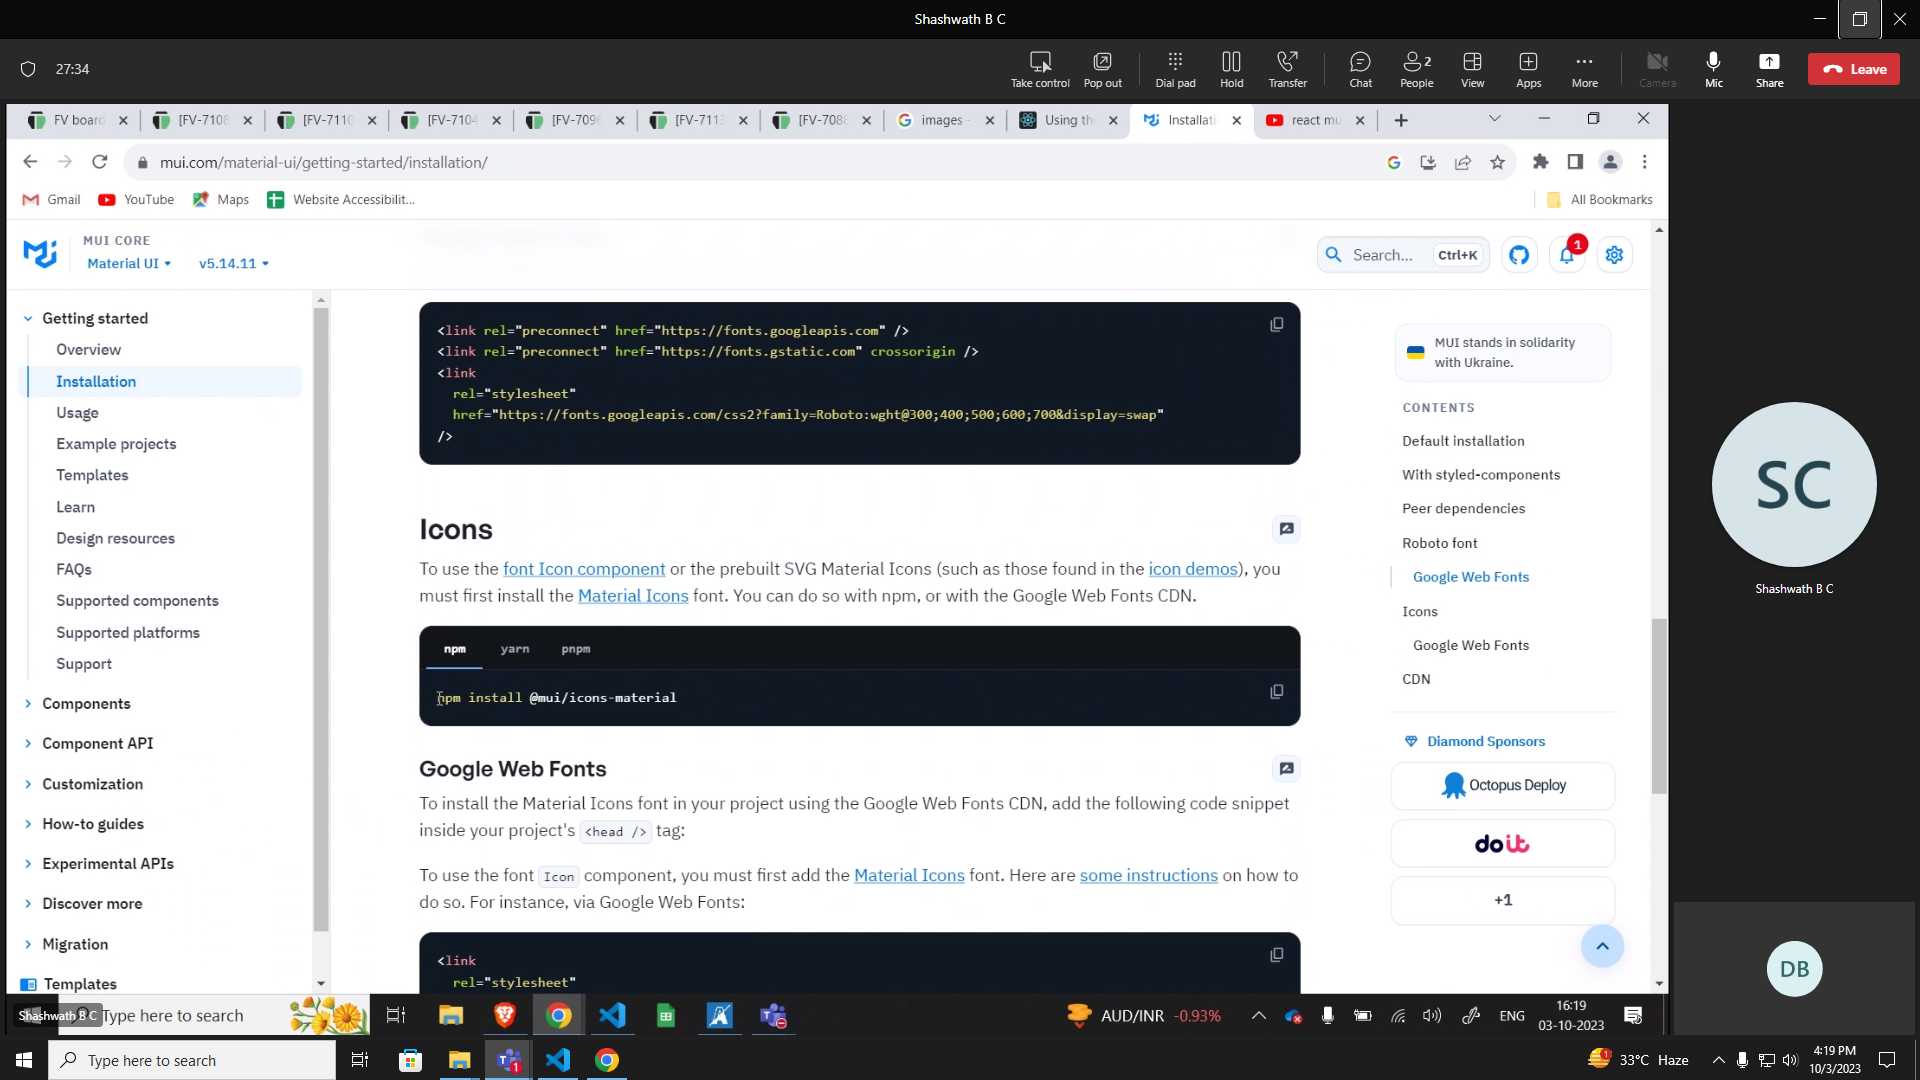 Shashwath B C
27:34
Take control
Pop out
Dial pad
Hold
Transfer
Chat
2
People
View
Apps
More
Camera
Mic
Share
Leave
FV board
[FV-7108
[FV-7110
[FV-7104
[FV-7096
[FV-7113
[FV-7088
images -
Using th
Installati
react mu
mui.com/material-ui/getting-started/installation/
Gmail
YouTube
Maps
Website Accessibilit...
All Bookmarks
MUI CORE
Material UI
v5.14.11
Search...
Ctrl+K
1
Getting started
Overview
Installation
Usage
Example projects
Templates
Learn
Design resources
FAQs
Supported components
Supported platforms
Support
Components
Component API
Customization
How-to guides
Experimental APIs
Discover more
Migration
Templates
<link rel="preconnect" href="https://fonts.googleapis.com" />
<link rel="preconnect" href="https://fonts.gstatic.com" crossorigin />
<link
rel="stylesheet"
href="https://fonts.googleapis.com/css2?family=Roboto:wght@300;400;500;600;700&display=swap"
/>
Icons
To use the font Icon component or the prebuilt SVG Material Icons (such as those found in the icon demos), you
must first install the Material Icons font. You can do so with npm, or with the Google Web Fonts CDN.
npm
yarn
pnpm
npm install @mui/icons-material
Google Web Fonts
To install the Material Icons font in your project using the Google Web Fonts CDN, add the following code snippet
inside your project's <head /> tag:
To use the font Icon component, you must first add the Material Icons font. Here are some instructions on how to
do so. For instance, via Google Web Fonts:
<link
rel="stylesheet"
MUI stands in solidarity
with Ukraine.
CONTENTS
Default installation
With styled-components
Peer dependencies
Roboto font
Google Web Fonts
Icons
Google Web Fonts
CDN
Diamond Sponsors
Octopus Deploy
doit
+1
SC
Shashwath B C
DB
Shashwath B C
Type here to search
AUD/INR -0.93%
ENG
16:19
03-10-2023
Type here to search
1
1
33°C Haze
4:19 PM
10/3/2023